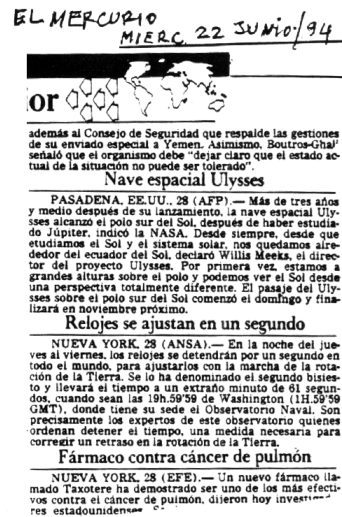 EL MERCURIO
MIERC. 22 JUNIO/94
or
además al Consejo de Seguridad que respalde las gestiones
de su enviado especial a Yemen. Asimismo, Boutros-Ghali
señaló que el organismo debe "dejar claro que el estado ac-
tual de la situación no puede ser tolerado".
Nave espacial Ulysses
PASADENA, EE.UU., 28 (AFP).— Más de tres años
y medio después de su lanzamiento, la nave espacial Uly-
sses alcanzó el polo sur del Sol, después de haber estudia-
do Júpiter, indicó la NASA. Desde siempre, desde que
etudiamos el Sol y el sistema solar, nos quedamos alre-
dedor del ecuador del Sol, declaró Willis Meeks, el direc-
tor del proyecto Ulysses. Por primera vez, estamos a
grandes alturas sobre el polo y podemos ver el Sol desde
una perspectiva totalmente diferente. El pasaje del Uly-
sses sobre el polo sur del Sol comenzó el domingo y fina-
lizará en noviembre próximo.
Relojes se ajustan en un segundo
NUEVA YORK, 28 (ANSA).— En la noche del jue-
ves al viernes, los relojes se detendrán por un segundo en
todo el mundo, para ajustarlos con la marcha de la rota-
ción de la Tierra. Se lo ha denominado el segundo bisies-
to y llevará el tiempo a un extraño minuto de 61 segun-
dos, cuando sean las 19h.59'59 de Washington (1H.59'59
GMT), donde tiene su sede el Observatorio Naval. Son
precisamente los expertos de este observatorio quienes
ordenan detener el tiempo, una medida necesaria para
corregir un retraso en la rotación de la Tierra.
Fármaco contra cáncer de pulmón
NUEVA YORK, 28 (EFE).— Un nuevo fármaco lla-
mado Taxotere ha demostrado ser uno de los más efecti-
vos contra el cáncer de pulmón, dijeron hoy
res estadounidenses